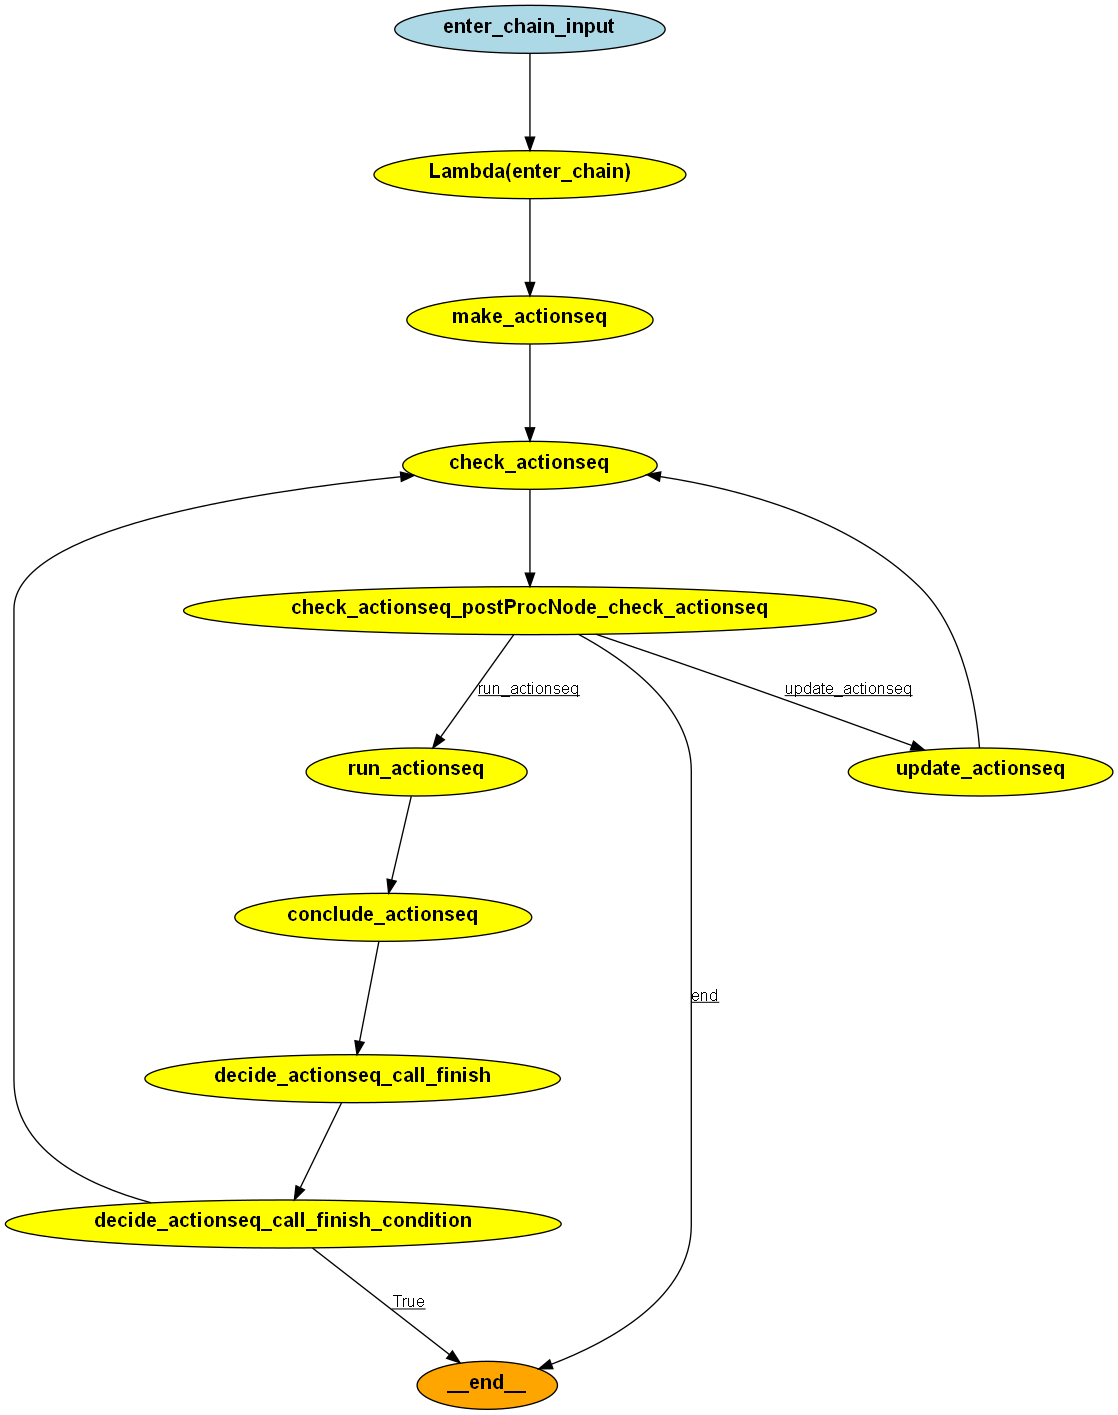 enter_chain_input
Lambda(enter_chain)
make_actionseq
check_actionseq
check_actionseq_postProcNode_check_actionseq
run_actionseq
update_actionseq
run_actionseq
update_actionseq
conclude_actionseq
end
decide_actionseq_call_finish
decide_actionseq_call_finish_condition
True
__end__